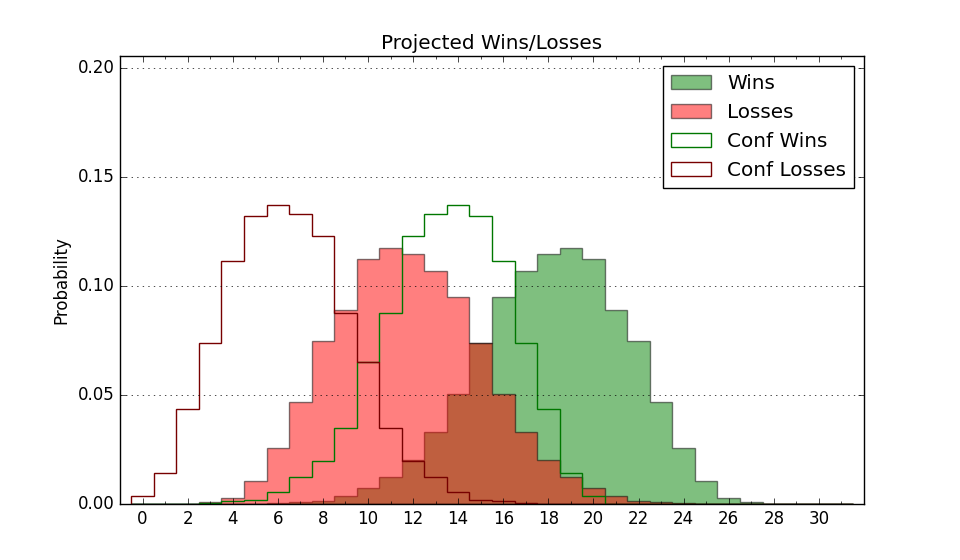 Projected Wins/Losses
0.20
0.15
0.10
0.05
0.00
Probability
Wins
Losses
Conf Wins
Conf Losses
0 2 4 6 8 10 12 14 16 18 20 22 24 26 28 30